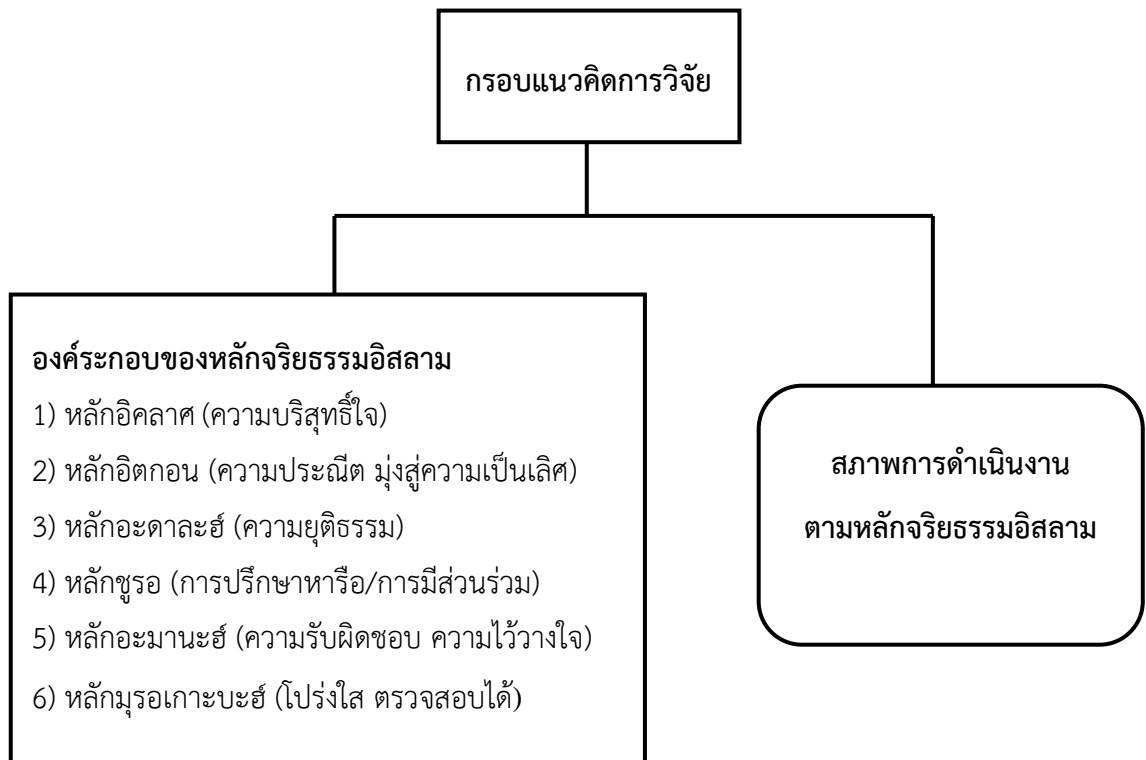 กรอบแนวคิดการวิจัย
องค์ระกอบของหลักจริยธรรมอิสลาม
1) หลักอิคลาศ (ความบริสุทธิ์ใจ)
2) หลักอิตกอน (ความประณีต มุ่งสู่ความเป็นเลิศ)
3) หลักอะดาละฮ์ (ความยุติธรรม)
4) หลักชูรอ (การปรึกษาหารือ/การมีส่วนร่วม)
5) หลักอะมานะฮ์ (ความรับผิดชอบ ความไว้วางใจ)
6) หลักมุรอเกาะบะฮ์ (โปร่งใส ตรวจสอบได้)
สภาพการดำเนินงาน
ตามหลักจริยธรรมอิสลาม